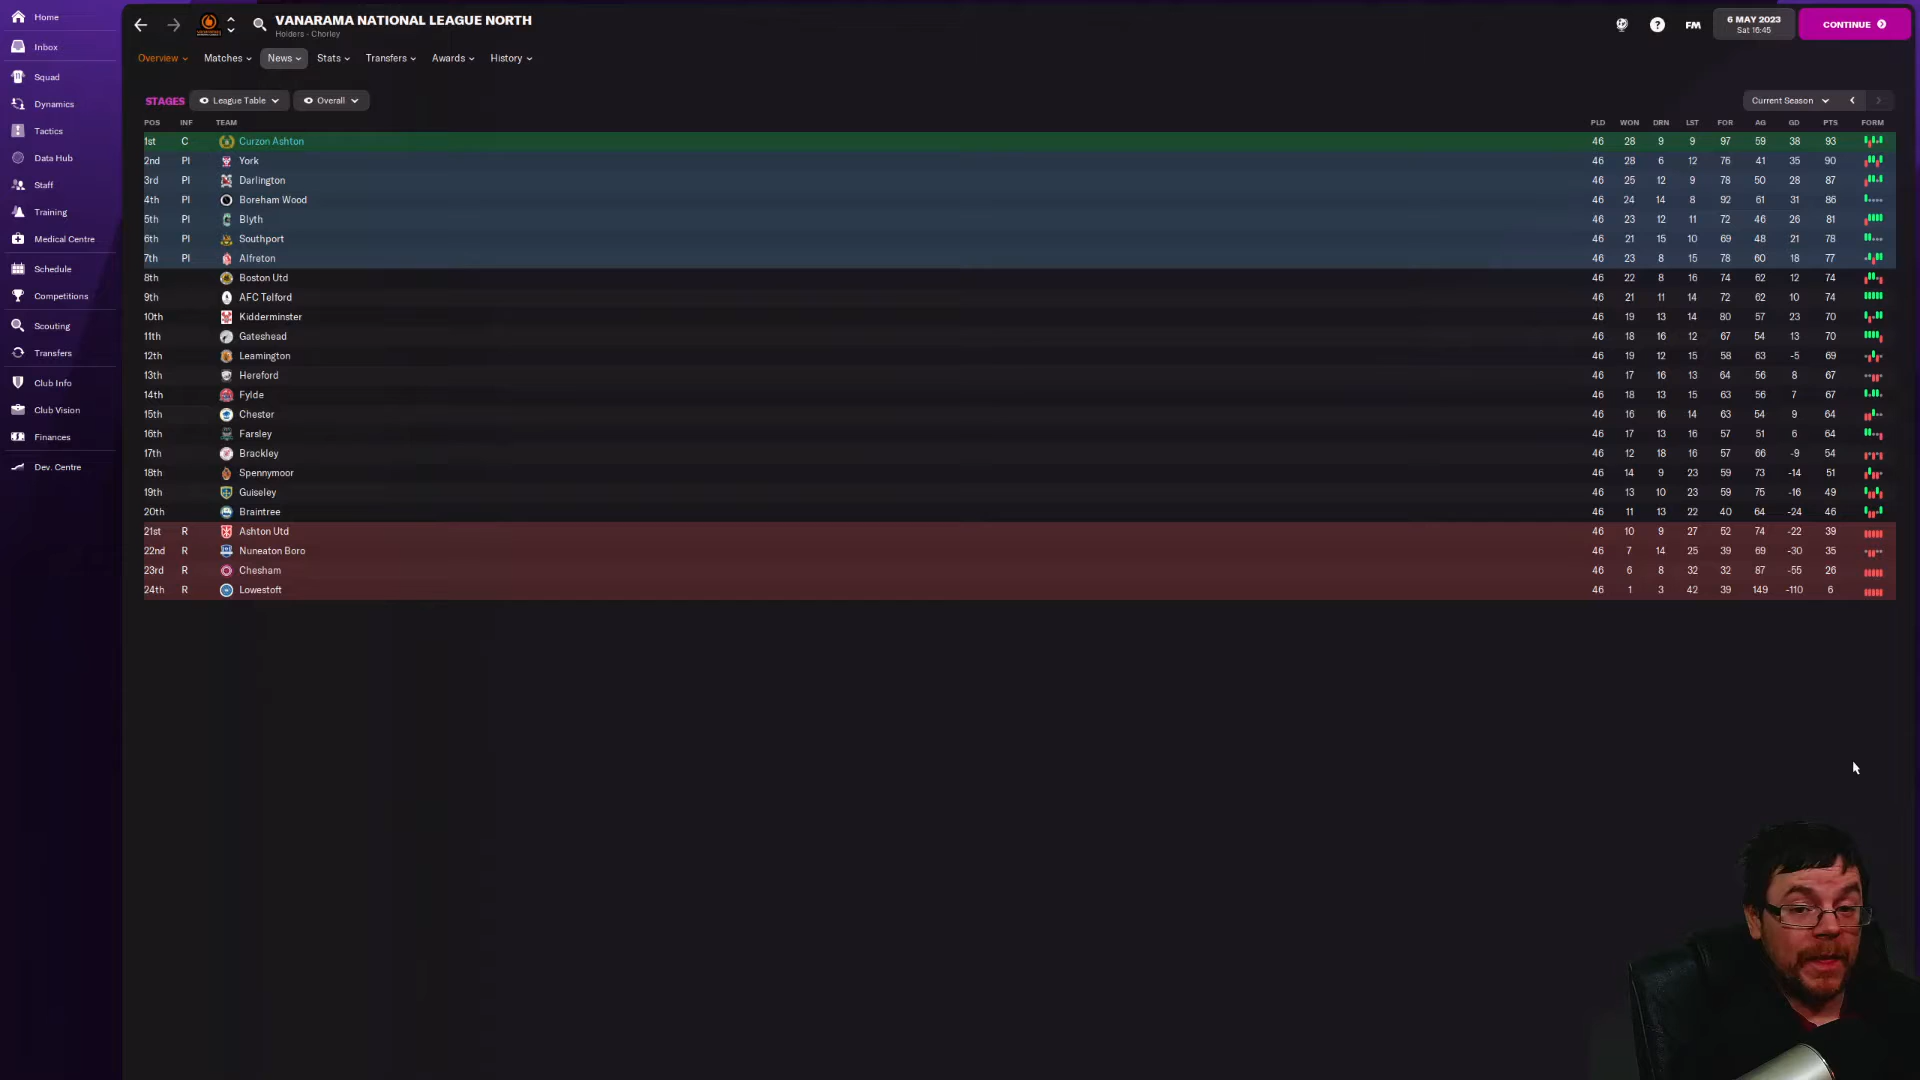 Home
VANARAMA NATIONAL LEAGUE NORTH
Holders - Chorley
FM
6 MAY 2023
Sat 16:45
CONTINUE
Inbox
Overview Matches News Stats Transfers Awards History
Squad
Dynamics
Tactics
Data Hub
Staff
Training
Medical Centre
Schedule
Competitions
Scouting
Transfers
Club Info
Club Vision
Finances
Dev. Centre
STAGES League Table Overall Current Season
POS INF TEAM PLD WON DRN LST FOR AG GD PTS FORM
1st C Curzon Ashton 46 28 9 9 97 59 38 93
2nd Pl York 46 28 6 12 76 41 35 90
3rd Pl Darlington 46 25 12 9 78 50 28 87
4th Pl Boreham Wood 46 24 14 8 92 61 31 86
5th Pl Blyth 46 23 12 11 72 46 26 81
6th Pl Southport 46 21 15 10 69 48 21 78
7th Pl Alfreton 46 23 8 15 78 60 18 77
8th Boston Utd 46 22 8 16 74 62 12 74
9th AFC Telford 46 21 11 14 72 62 10 74
10th Kidderminster 46 19 13 14 80 57 23 70
11th Gateshead 46 18 16 12 67 54 13 70
12th Leamington 46 19 12 15 58 63 -5 69
13th Hereford 46 17 16 13 64 56 8 67
14th Fylde 46 18 13 15 63 56 7 67
15th Chester 46 16 16 14 63 54 9 64
16th Farsley 46 17 13 16 57 51 6 64
17th Brackley 46 12 18 16 57 66 -9 54
18th Spennymoor 46 14 9 23 59 73 -14 51
19th Guiseley 46 13 10 23 59 75 -16 49
20th Braintree 46 11 13 22 40 64 -24 46
21st R Ashton Utd 46 10 9 27 52 74 -22 39
22nd R Nuneaton Boro 46 7 14 25 39 69 -30 35
23rd R Chesham 46 6 8 32 32 87 -55 26
24th R Lowestoft 46 1 3 42 39 149 -110 6